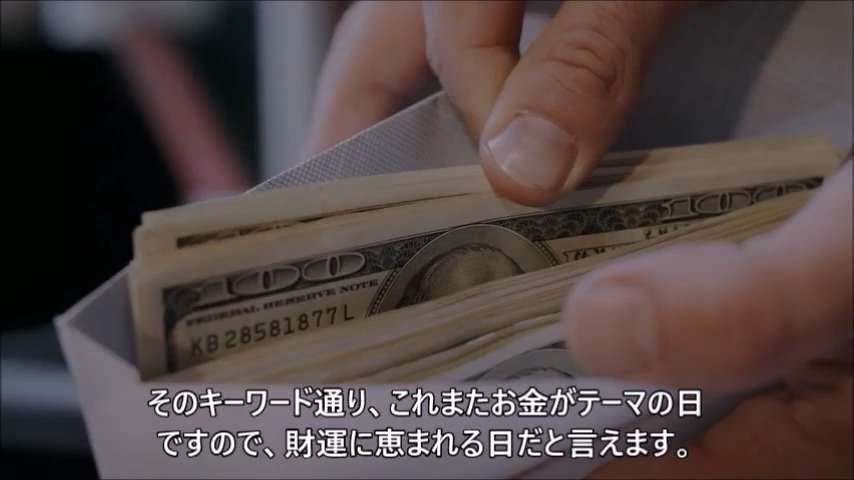 100
100
FEDERAL RESERVE NOTE
KB28581877L
そのキーワード通り、これまたお金がテーマの日
ですので、財運に恵まれる日だと言えます。